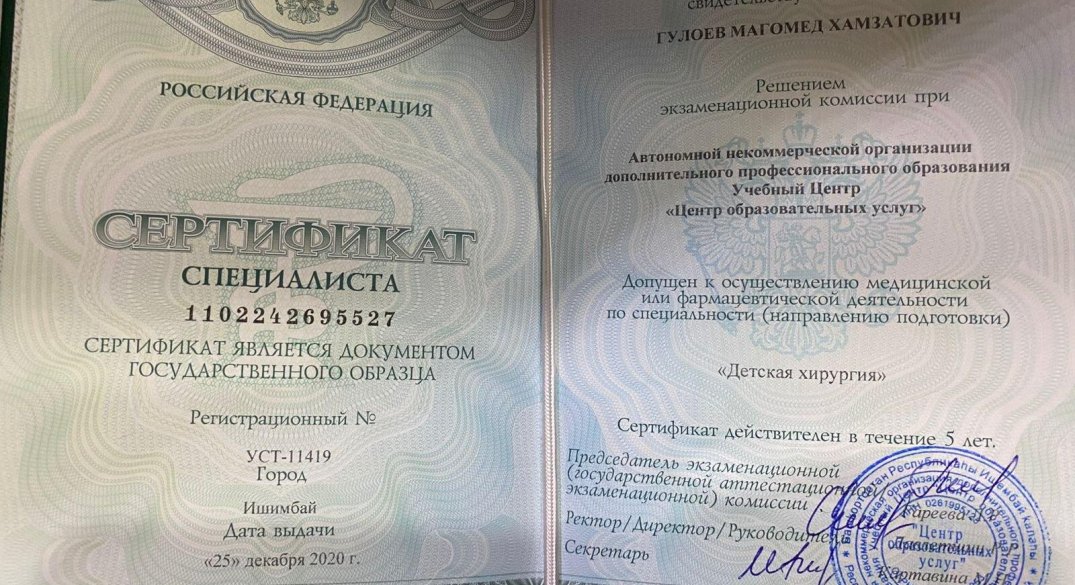 РОССИЙСКАЯ ФЕДЕРАЦИЯ
СЕРТИФИКАТ
СПЕЦИАЛИСТА
1102242695527
СЕРТИФИКАТ ЯВЛЯЕТСЯ ДОКУМЕНТОМ
ГОСУДАРСТВЕННОГО ОБРАЗЦА
Регистрационный №
УСТ-11419
Город
Ишимбай
Дата выдачи
«25» декабря 2020 г.
ГУЛОЕВ МАГОМЕД ХАМЗАТОВИЧ
Решением
экзаменационной комиссии при
Автономной некоммерческой организации
дополнительного профессионального образования
Учебный Центр
«Центр образовательных услуг»
Допущен к осуществлению медицинской
или фармацевтической деятельности
по специальности (направлению подготовки)
«Детская хирургия»
Сертификат действителен в течение 5 лет.
Председатель экзаменационной
(государственной аттестационной
экзаменационной) комиссии
Ректор/Директор/Руководитель
Секретарь
"Центр
образовательных
услуг"